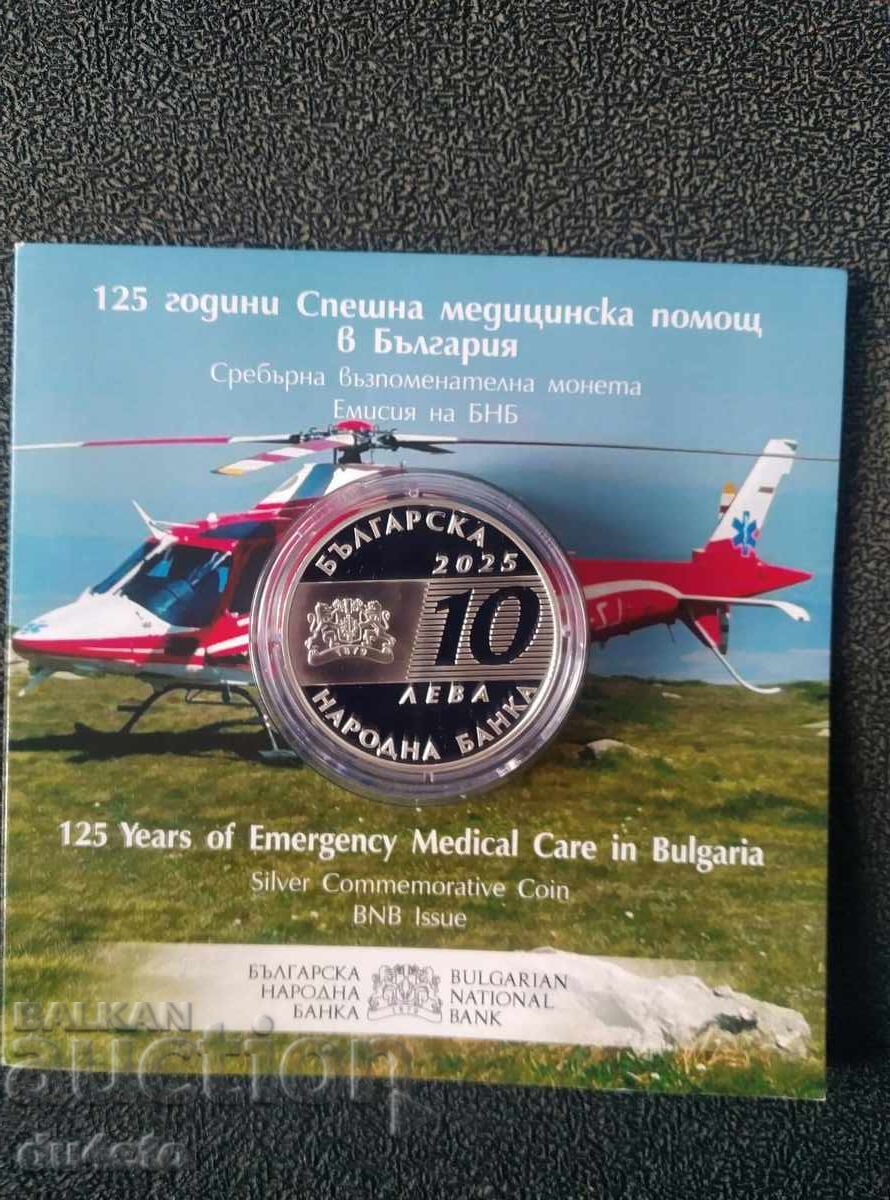 125 години Спешна медицинска помощ
в България
Сребърна възпоменателна монета
Емисия на БНБ
БЪЛГАРСКА
2025
10
1879
ЛЕВА
НАРОДНА БАНКА
125 Years of Emergency Medical Care in Bulgaria
Silver Commemorative Coin
BNB Issue
БЪЛГАРСКА
НАРОДНА
БАНКА
1879
BULGARIAN
NATIONAL
BANK
BALKAN
auction